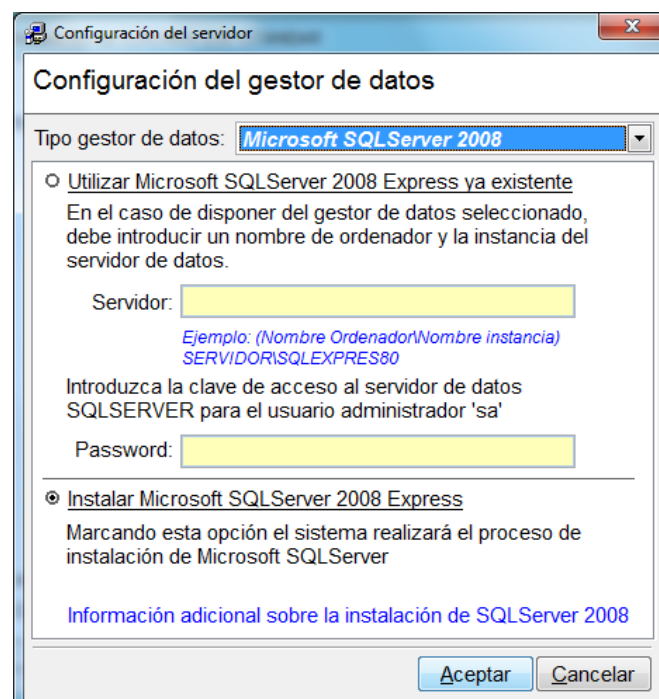 Configuración del servidor
Configuración del gestor de datos
Tipo gestor de datos: Microsoft SQLServer 2008
Utilizar Microsoft SQLServer 2008 Express ya existente
En el caso de disponer del gestor de datos seleccionado,
debe introducir un nombre de ordenador y la instancia del
servidor de datos.
Servidor:
Ejemplo: (Nombre Ordenador\Nombre instancia)
SERVIDOR\SQLEXPRES80
Introduzca la clave de acceso al servidor de datos
SQLSERVER para el usuario administrador 'sa'
Password:
Instalar Microsoft SQLServer 2008 Express
Marcando esta opción el sistema realizará el proceso de
instalación de Microsoft SQLServer
Información adicional sobre la instalación de SQLServer 2008
Aceptar Cancelar